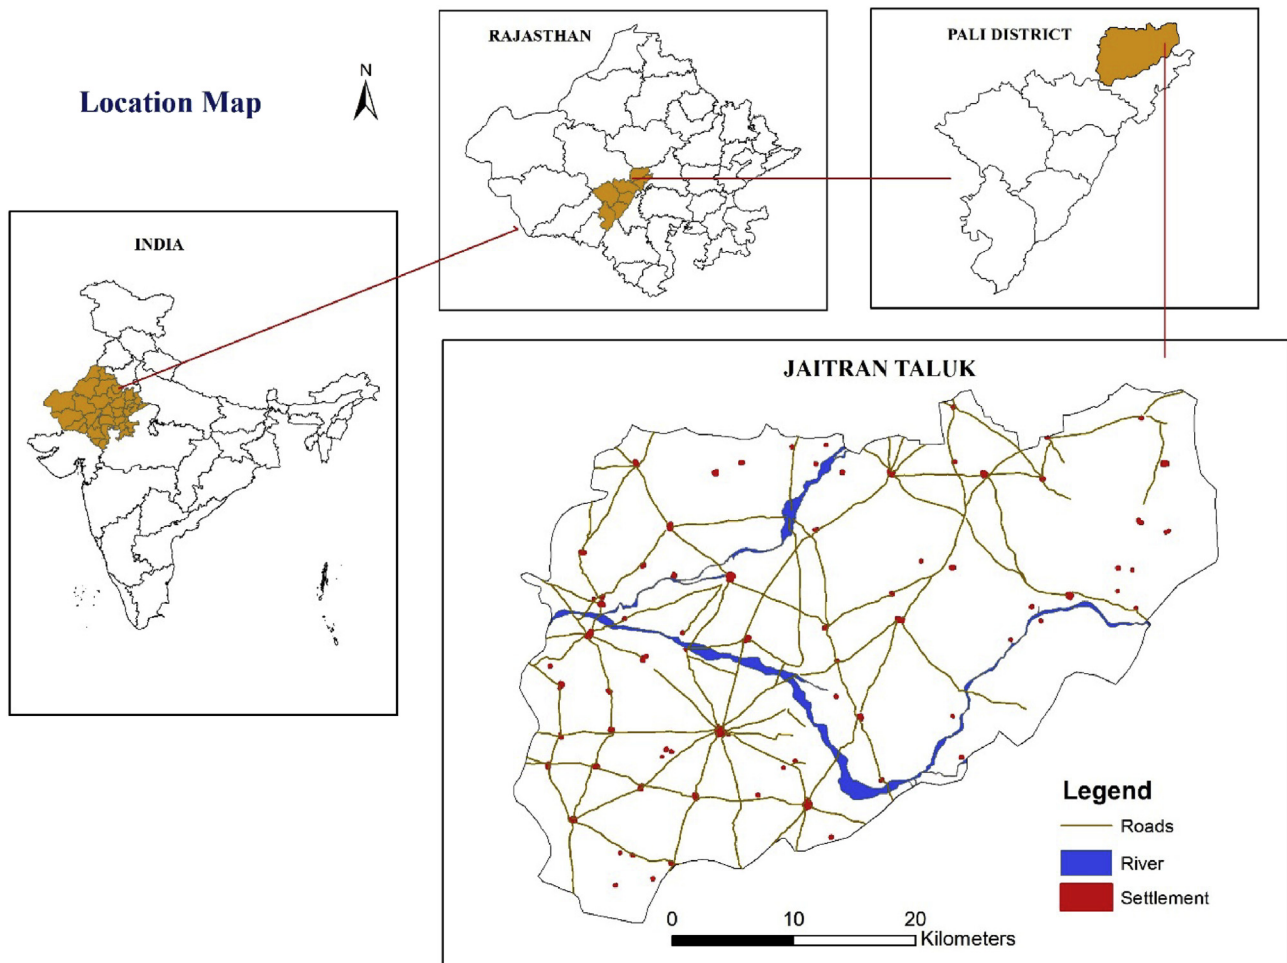 Location Map
N
RAJASTHAN
PALI DISTRICT
INDIA
JAITRAN TALUK
Legend
Roads
River
Settlement
0 10 20
Kilometers